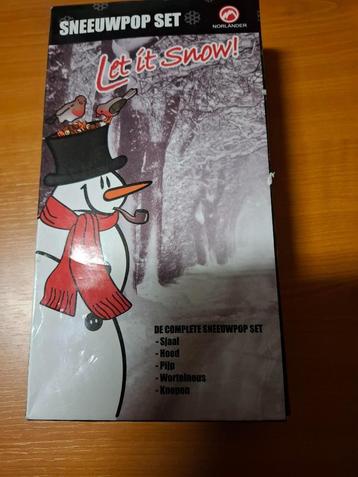 SNEEUWPOP SET
NORLANDER
Let it Snow!
DE COMPLETE SNEEUWPOP SET
- Sjaal
- Hoed
- Pijp
- Wortelneus
- Knopen